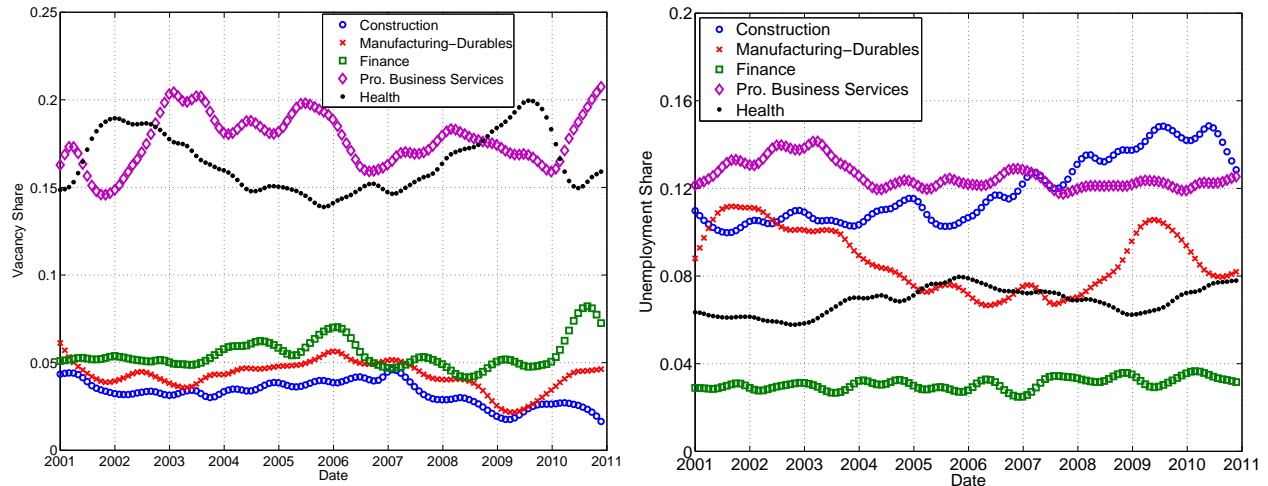 0.25
0.2
0.15
0.1
0.05
0
Vacancy Share
Construction
Manufacturing−Durables
Finance
Pro. Business Services
Health
2001 2002 2003 2004 2005 2006 2007 2008 2009 2010 2011
Date
0.2
0.16
0.12
0.08
0.04
0
Unemployment Share
Construction
Manufacturing−Durables
Finance
Pro. Business Services
Health
2001 2002 2003 2004 2005 2006 2007 2008 2009 2010 2011
Date